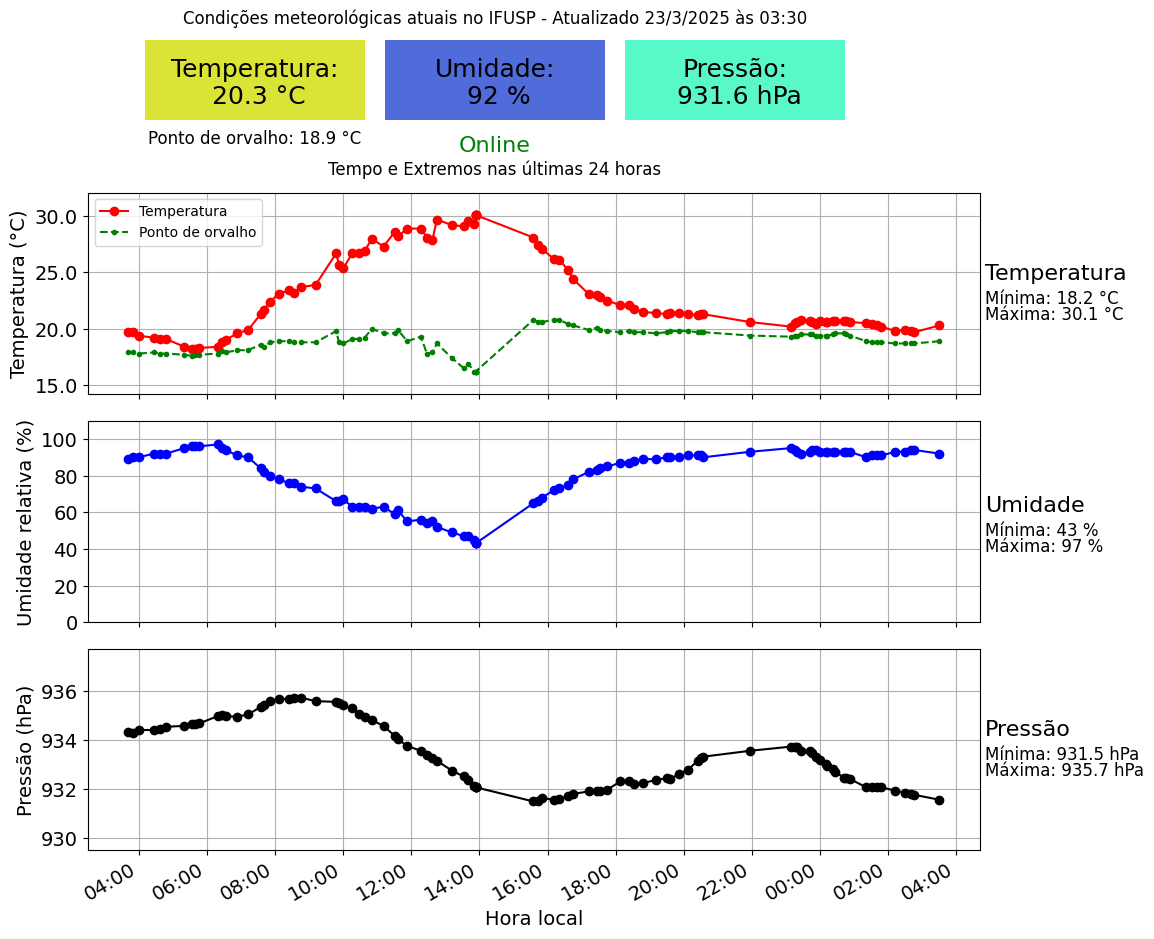 Condições meteorológicas atuais no IFUSP - Atualizado 23/3/2025 às 03:30
Temperatura:
20.3 °C
Umidade:
92 %
Pressão:
931.6 hPa
Ponto de orvalho: 18.9 °C
Online
Tempo e Extremos nas últimas 24 horas
Temperatura (°C)
30.0
25.0
20.0
15.0
Temperatura
Ponto de orvalho
Temperatura
Mínima: 18.2 °C
Máxima: 30.1 °C
Umidade relativa (%)
100
80
60
40
20
0
Umidade
Mínima: 43 %
Máxima: 97 %
Pressão (hPa)
936
934
932
930
Pressão
Mínima: 931.5 hPa
Máxima: 935.7 hPa
04:00 06:00 08:00 10:00 12:00 14:00 16:00 18:00 20:00 22:00 00:00 02:00 04:00
Hora local